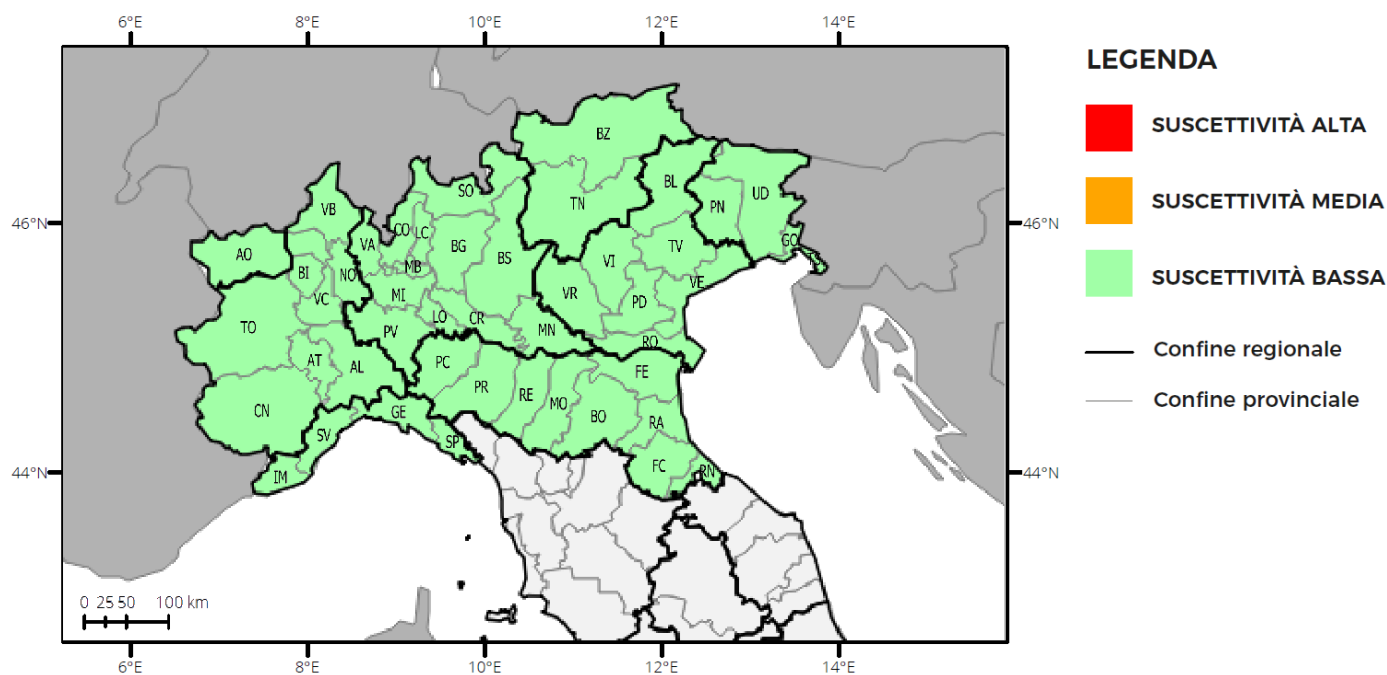 6°E 8°E 10°E 12°E 14°E
LEGENDA
SUSCETTIVITÀ ALTA
SUSCETTIVITÀ MEDIA
SUSCETTIVITÀ BASSA
Confine regionale
Confine provinciale
BZ
SO
BL
UD
VB
TN
PN
46°N
46°N
CO
LC
VA
BG
TV
GO
AO
BS
BI
NO
MB
VI
VE
VC
MI
VR
PD
TO
LO
CR
PV
MN
RO
AT
AL
PC
FE
PR
RE
MO
CN
GE
BO
RA
SV
SP
FC
RN
44°N
44°N
IM
0 25 50 100 km
6°E 8°E 10°E 12°E 14°E